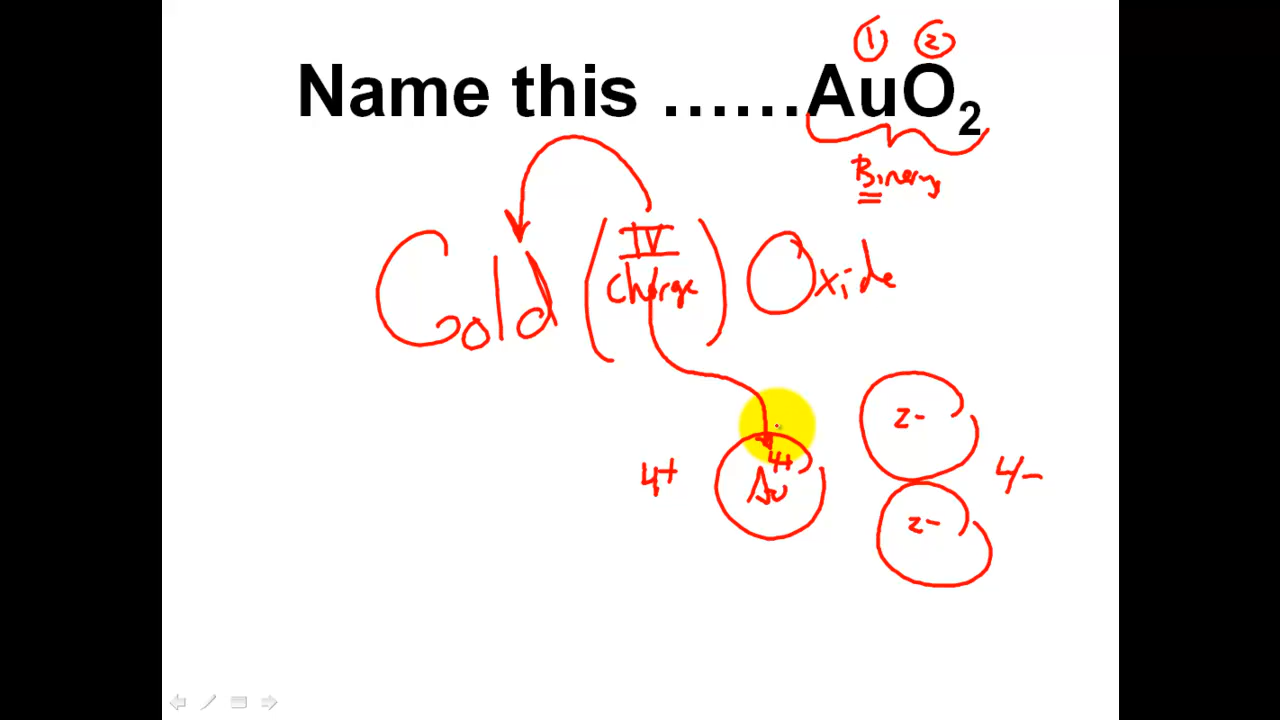 ① ②
Name this ......AuO₂
Binary
Gold (IV charge) Oxide
2-
4+ 4+ Au 4-
2-